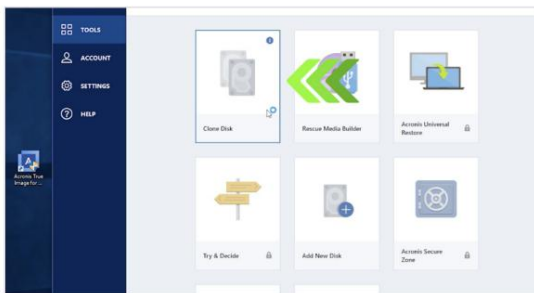 TOOLS
ACCOUNT
SETTINGS
HELP
Acronis True
Image for ...
Clone Disk
Rescue Media Builder
Acronis Universal
Restore
Try & Decide
Add New Disk
Acronis Secure
Zone